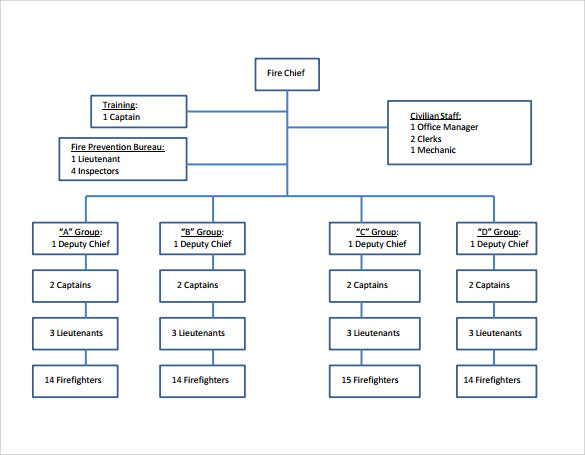 Fire Chief
Training:
1 Captain
Civilian Staff:
1 Office Manager
2 Clerks
1 Mechanic
Fire Prevention Bureau:
1 Lieutenant
4 Inspectors
“A” Group:
1 Deputy Chief
“B” Group:
1 Deputy Chief
“C” Group:
1 Deputy Chief
“D” Group:
1 Deputy Chief
2 Captains
2 Captains
2 Captains
2 Captains
3 Lieutenants
3 Lieutenants
3 Lieutenants
3 Lieutenants
14 Firefighters
14 Firefighters
15 Firefighters
14 Firefighters